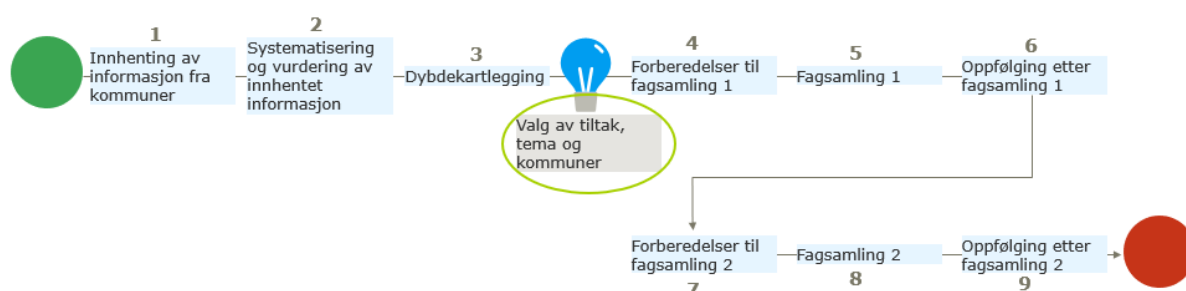 1
Innhenting av
informasjon fra
kommuner
2
Systematisering
og vurdering av
innhentet
informasjon
3
Dybdekartlegging
Valg av tiltak,
tema og
kommuner
4
Forberedelser til
fagsamling 1
5
Fagsamling 1
6
Oppfølging etter
fagsamling 1
Forberedelser til
fagsamling 2
7
Fagsamling 2
8
Oppfølging etter
fagsamling 2
9